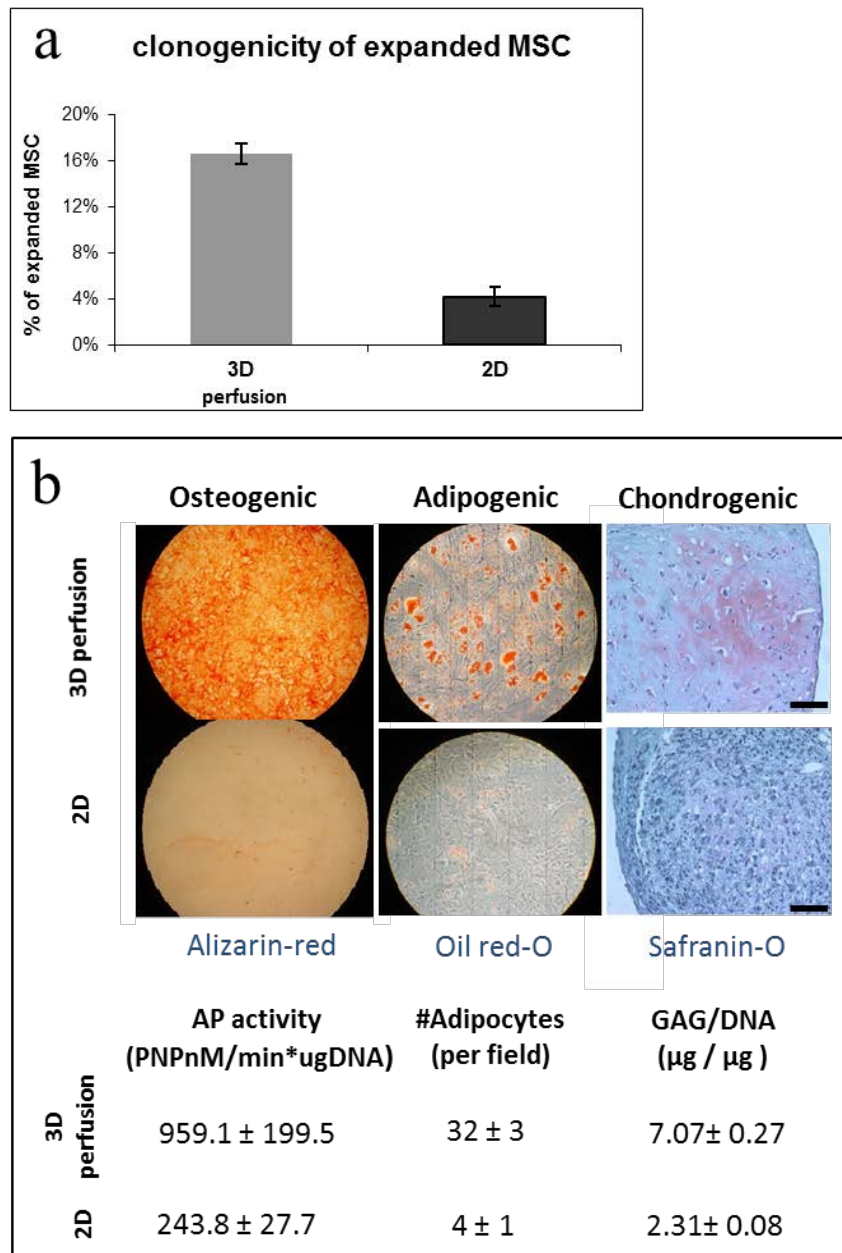 a
clonogenicity of expanded MSC
% of expanded MSC
20%
16%
12%
8%
4%
0%
3D
perfusion
2D
b
Osteogenic Adipogenic Chondrogenic
3D perfusion
2D
Alizarin-red Oil red-O Safranin-O
AP activity #Adipocytes GAG/DNA
(PNPnM/min*ugDNA) (per field) (µg / µg )
3D
perfusion
959.1 ± 199.5 32 ± 3 7.07± 0.27
2D
243.8 ± 27.7 4 ± 1 2.31± 0.08